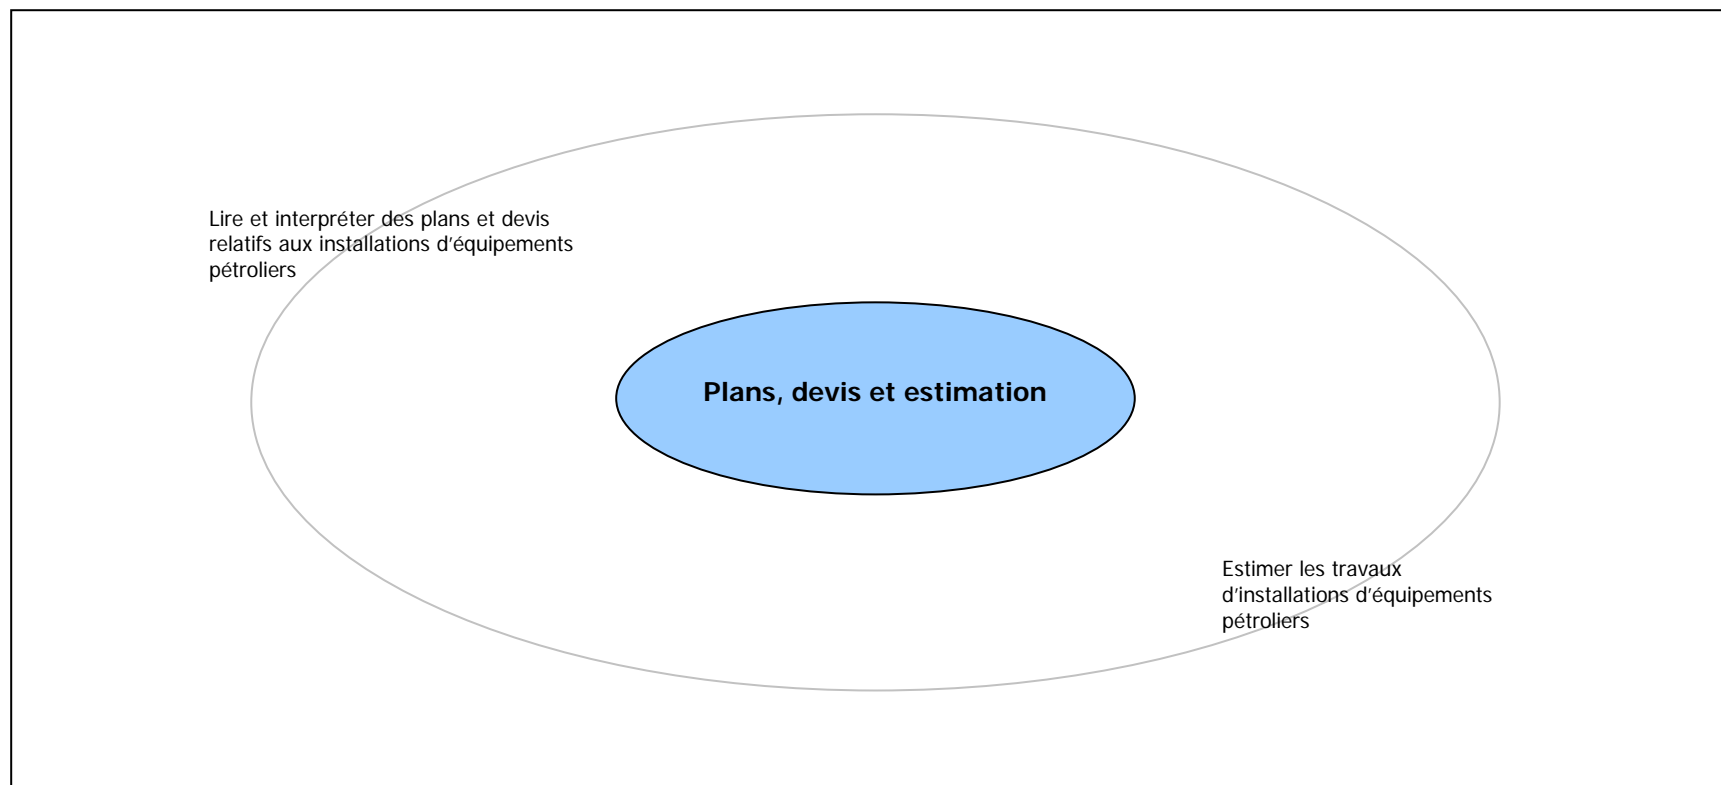 Lire et interpréter des plans et devis
relatifs aux installations d’équipements
pétroliers
Plans, devis et estimation
Estimer les travaux
d’installations d’équipements
pétroliers